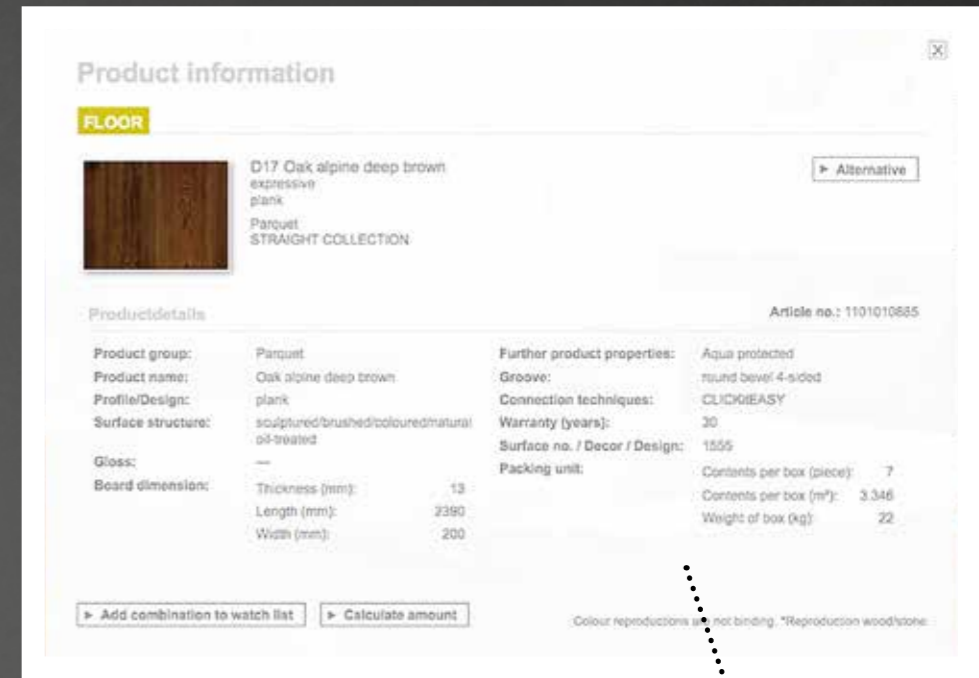 Product information
FLOOR
D17 Oak alpine deep brown
expressive
plank
Parquet
STRAIGHT COLLECTION
Alternative
Productdetails
Article no.: 1101010885
Product group: Parquet
Product name: Oak alpine deep brown
Profile/Design: plank
Surface structure: sculptured/brushed/coloured/natural
oil-treated
Gloss: —
Board dimension: Thickness (mm): 13
Length (mm): 2390
Width (mm): 200
Further product properties: Aqua protected
Groove: round bevel 4-sided
Connection techniques: CLICKitEASY
Warranty (years): 30
Surface no. / Decor / Design: 1555
Packing unit: Contents per box (piece): 7
Contents per box (m²): 3.346
Weight of box (kg): 22
Add combination to watch list
Calculate amount
Colour reproductions are not binding. *Reproduction wood/stone.